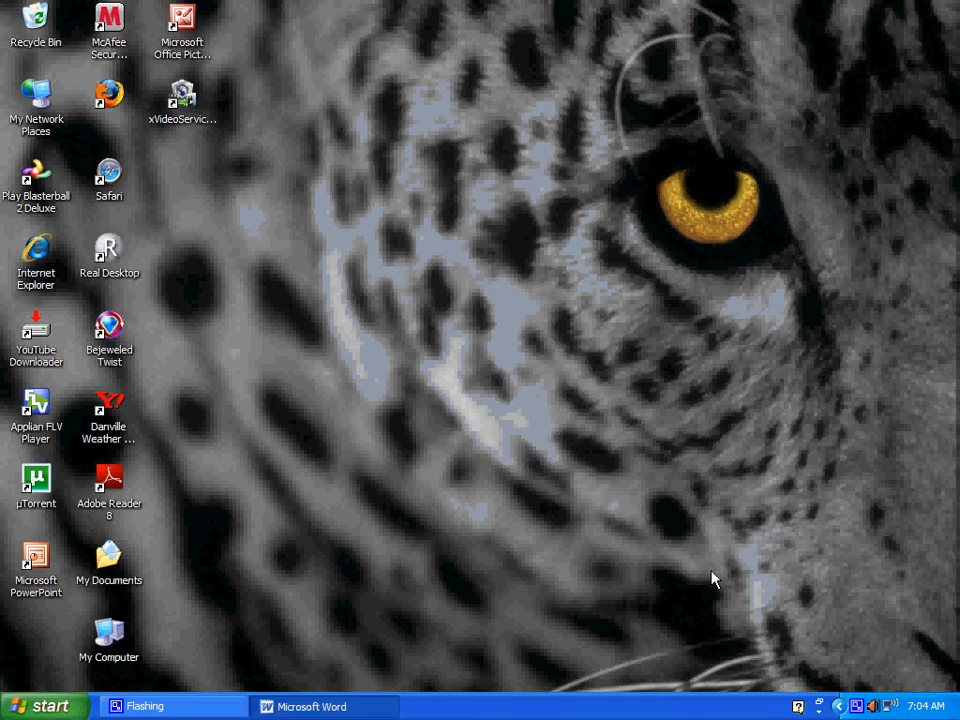 Recycle Bin
McAfee
Secur...
Microsoft
Office Pict...
My Network
Places
xVideoServic...
Play Blasterball
2 Deluxe
Safari
Internet
Explorer
R
Real Desktop
YouTube
Downloader
Bejeweled
Twist
FLV
Applian FLV
Player
Y!
Danville
Weather ...
µ
µTorrent
Adobe Reader
8
Microsoft
PowerPoint
My Documents
My Computer
start
Flashing
W
Microsoft Word
?
7:04 AM